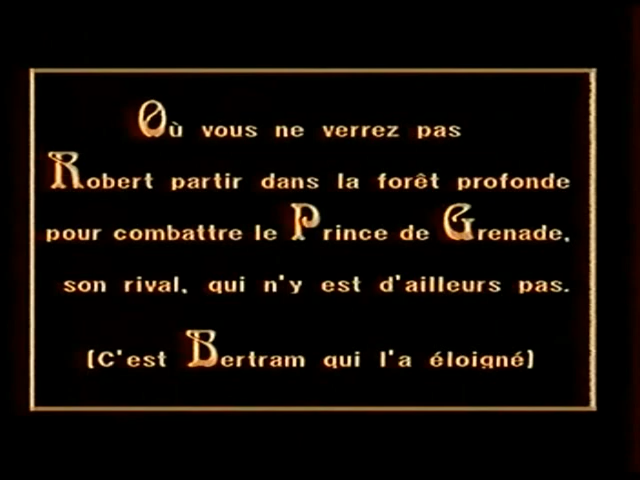 Où vous ne verrez pas
Robert partir dans la forêt profonde
pour combattre le Prince de Grenade,
son rival, qui n'y est d'ailleurs pas.
(C'est Bertram qui l'a éloigné)